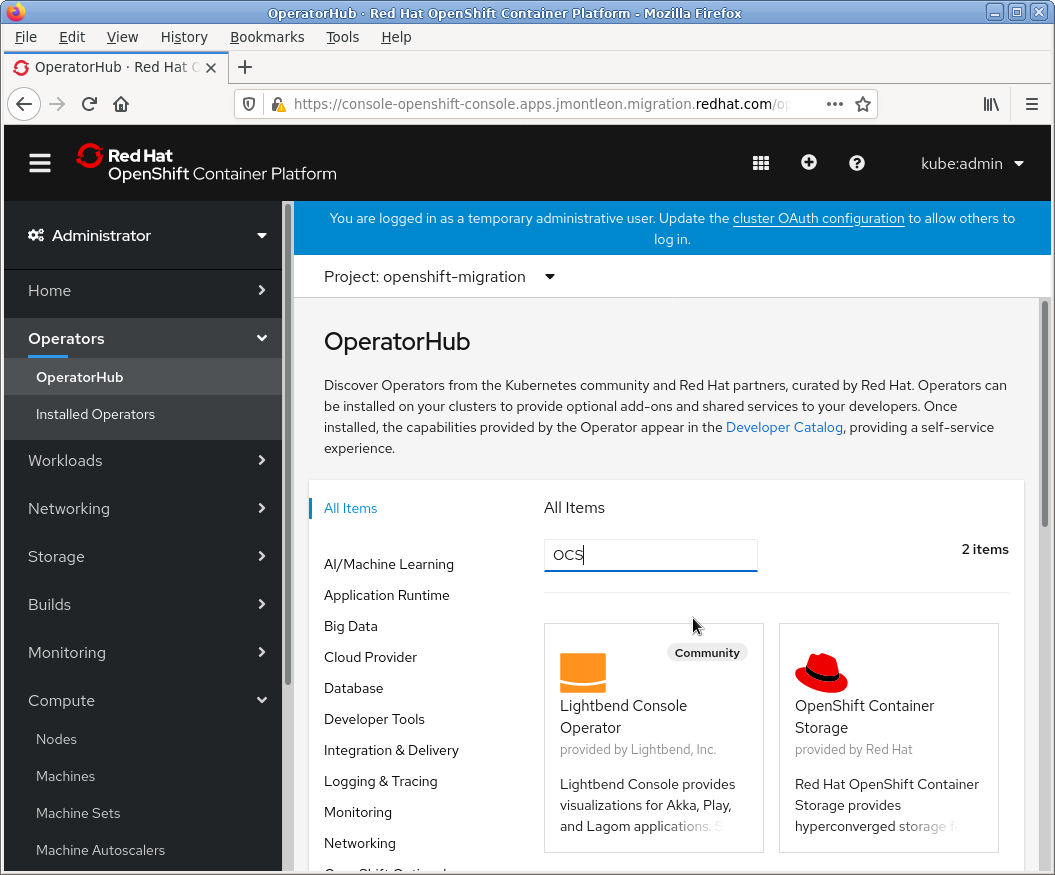 OperatorHub · Red Hat OpenShift Container Platform - Mozilla Firefox
File Edit View History Bookmarks Tools Help
OperatorHub · Red Hat
https://console-openshift-console.apps.jmontleon.migration.redhat.com/op
Red Hat
OpenShift Container Platform
kube:admin
Administrator
Home
Operators
OperatorHub
Installed Operators
Workloads
Networking
Storage
Builds
Monitoring
Compute
Nodes
Machines
Machine Sets
Machine Autoscalers
You are logged in as a temporary administrative user. Update the cluster OAuth configuration to allow others to
log in.
Project: openshift-migration
OperatorHub
Discover Operators from the Kubernetes community and Red Hat partners, curated by Red Hat. Operators can
be installed on your clusters to provide optional add-ons and shared services to your developers. Once
installed, the capabilities provided by the Operator appear in the Developer Catalog, providing a self-service
experience.
All Items
AI/Machine Learning
Application Runtime
Big Data
Cloud Provider
Database
Developer Tools
Integration & Delivery
Logging & Tracing
Monitoring
Networking
All Items
OCS
2 items
Community
Lightbend Console
Operator
provided by Lightbend, Inc.
Lightbend Console provides
visualizations for Akka, Play,
and Lagom applications.
OpenShift Container
Storage
provided by Red Hat
Red Hat OpenShift Container
Storage provides
hyperconverged storage